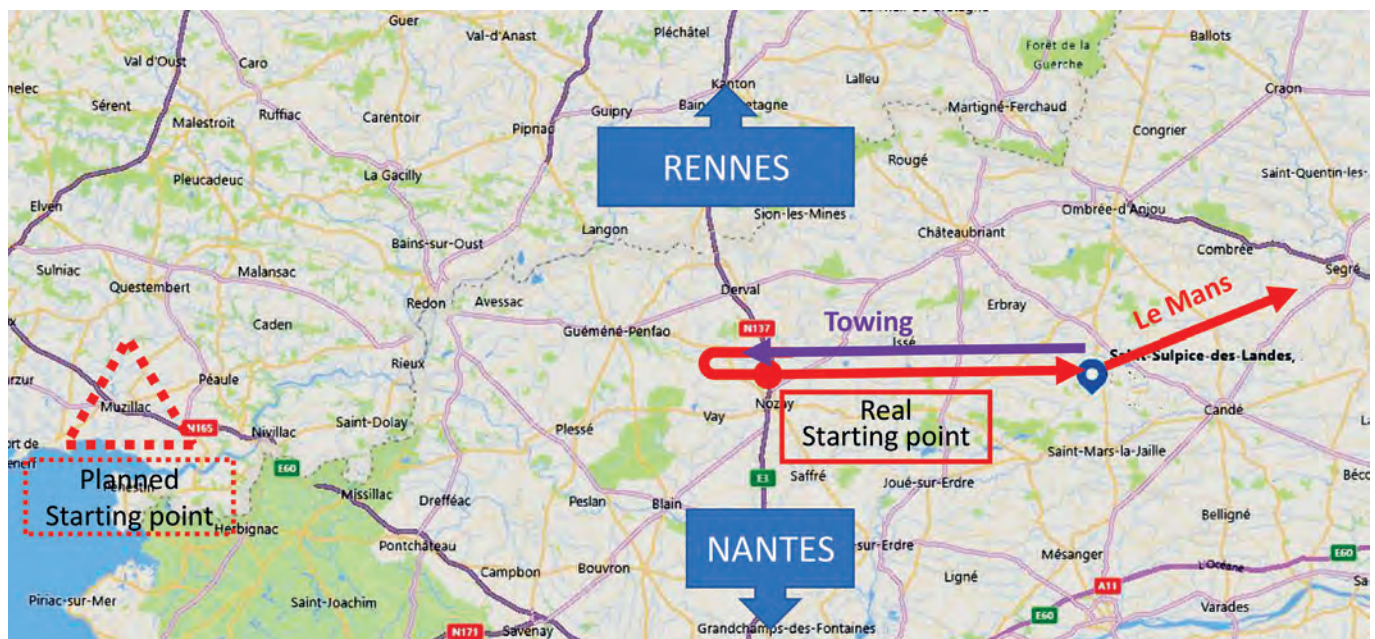 Guer
Val-d'Anast
Pléchâtel
Ballots
Val d'Oust
Caro
Forêt de la
Guerche
Kanton
Lalleu
Craon
Sérent
Ruffiac
Carentoir
Guipry
Martigné-Ferchaud
Malestroit
Pipriac
Congrier
RENNES
Rougé
Pleucadeuc
La Gacilly
Saint-Quentin-les-
Elven
Sion-les-Mines
Ombrée-d'Anjou
Langon
Châteaubriant
Bains-sur-Oust
Combrée
Sulniac
Malansac
Segré
Questembert
Redon
Avessac
Derval
Erbray
Le Mans
Caden
Guéméné-Penfao
N137
Towing
Issé
Rieux
Saint-Sulpice-des-Landes,
Péaule
Muzillac
Nozay
Real
Starting point
Candé
Vay
N165
Nivillac
Saint-Dolay
Plessé
Saint-Mars-la-Jaille
E60
Planned
Starting point
Missillac
Drefféac
Peslan
Blain
E3
Saffré
Joué-sur-Erdre
Herbignac
Belligné
NANTES
Pontchâteau
-sur-Erdre
Mésanger
E60
Campbon
Bouvron
Ligné
A11
L'Océane
Piriac-sur-Mer
Saint-Joachim
E60
Varades
N171
Savenay
Grandchamps-des-Fontaines